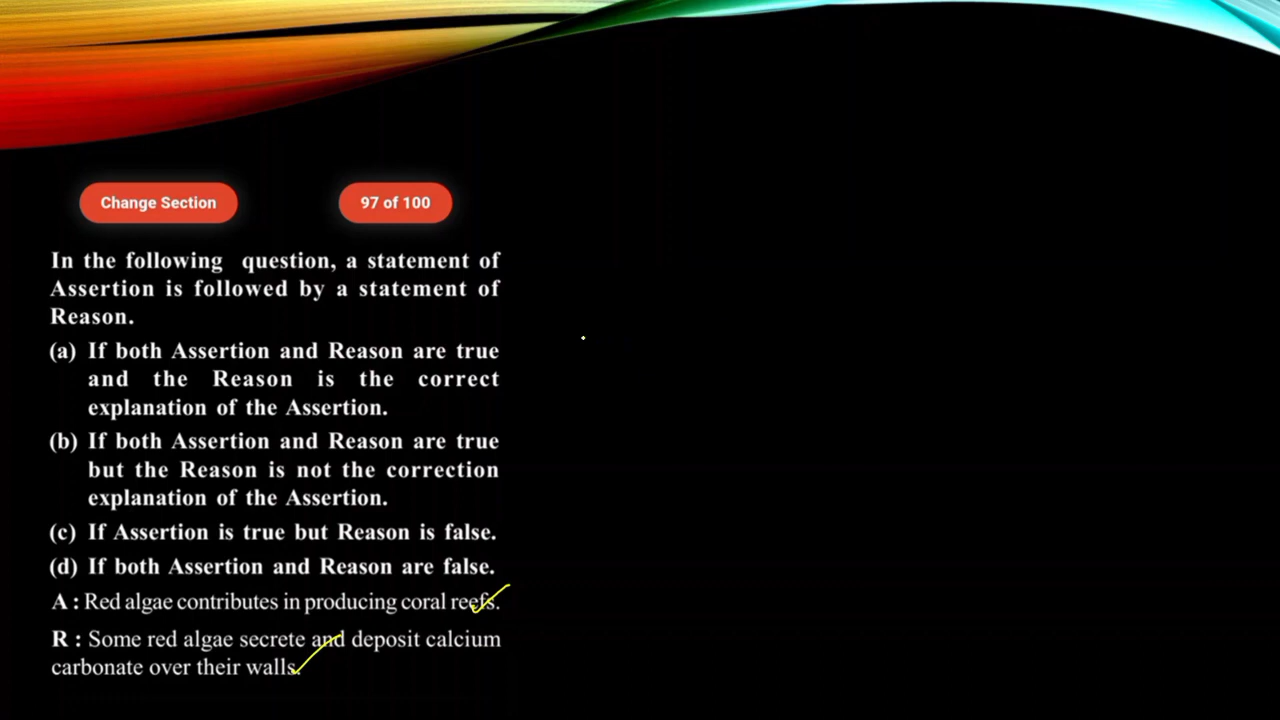 Change Section
97 of 100
In the following question, a statement of
Assertion is followed by a statement of
Reason.
(a) If both Assertion and Reason are true
and the Reason is the correct
explanation of the Assertion.
(b) If both Assertion and Reason are true
but the Reason is not the correction
explanation of the Assertion.
(c) If Assertion is true but Reason is false.
(d) If both Assertion and Reason are false.
A : Red algae contributes in producing coral reefs.
R : Some red algae secrete and deposit calcium
carbonate over their walls.